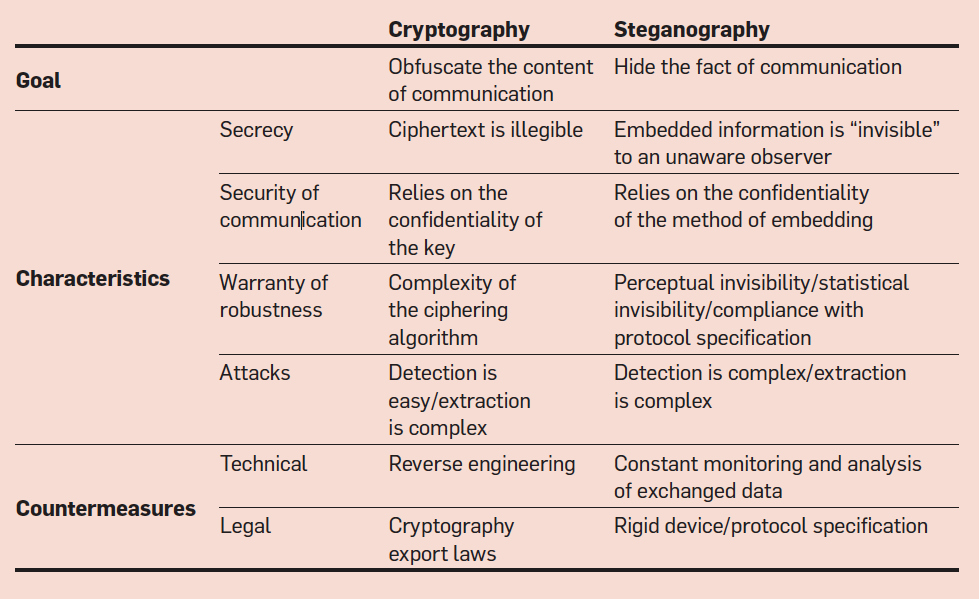 Cryptography Steganography
Goal
Obfuscate the content
of communication
Hide the fact of communication
Characteristics
Secrecy
Ciphertext is illegible
Embedded information is “invisible”
to an unaware observer
Security of
communication
Relies on the
confidentiality of
the key
Relies on the confidentiality
of the method of embedding
Warranty of
robustness
Complexity of
the ciphering
algorithm
Perceptual invisibility/statistical
invisibility/compliance with
protocol specification
Attacks
Detection is
easy/extraction
is complex
Detection is complex/extraction
is complex
Countermeasures
Technical
Reverse engineering
Constant monitoring and analysis
of exchanged data
Legal
Cryptography
export laws
Rigid device/protocol specification